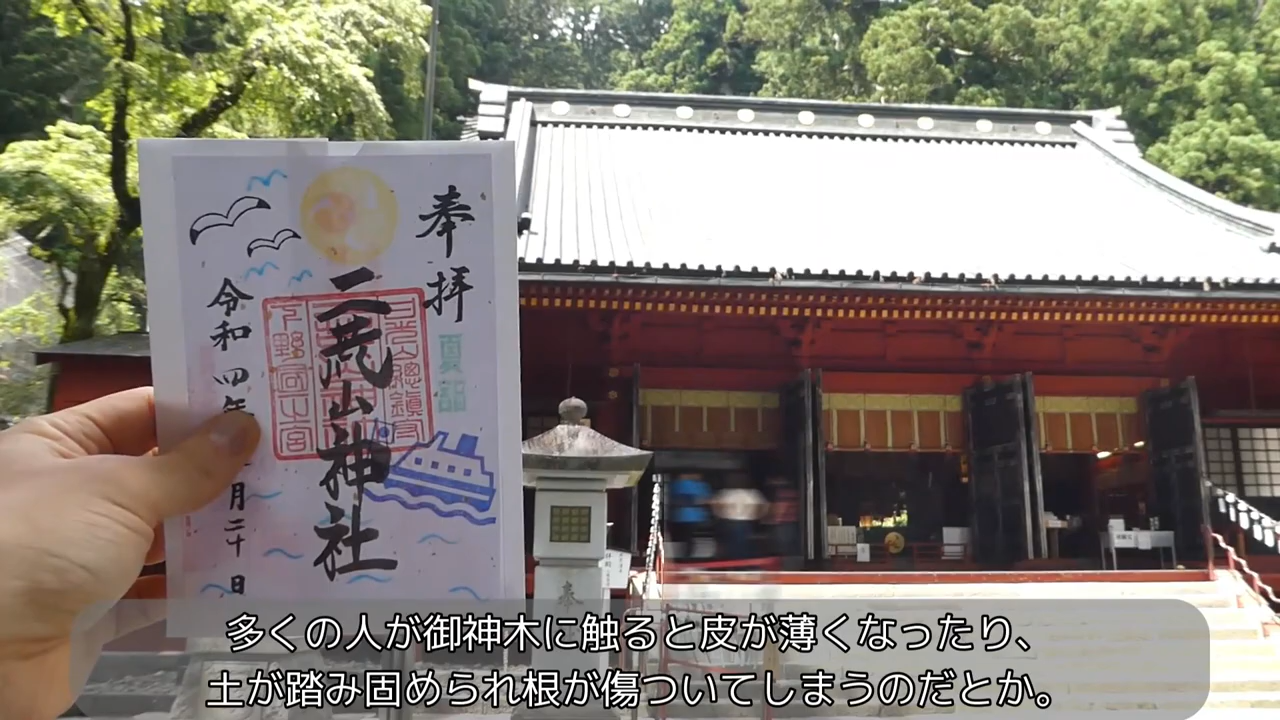 奉拝
夏詣
二荒山神社
令和四年
月二十日
奉
多くの人が御神木に触ると皮が薄くなったり、
土が踏み固められ根が傷ついてしまうのだとか。